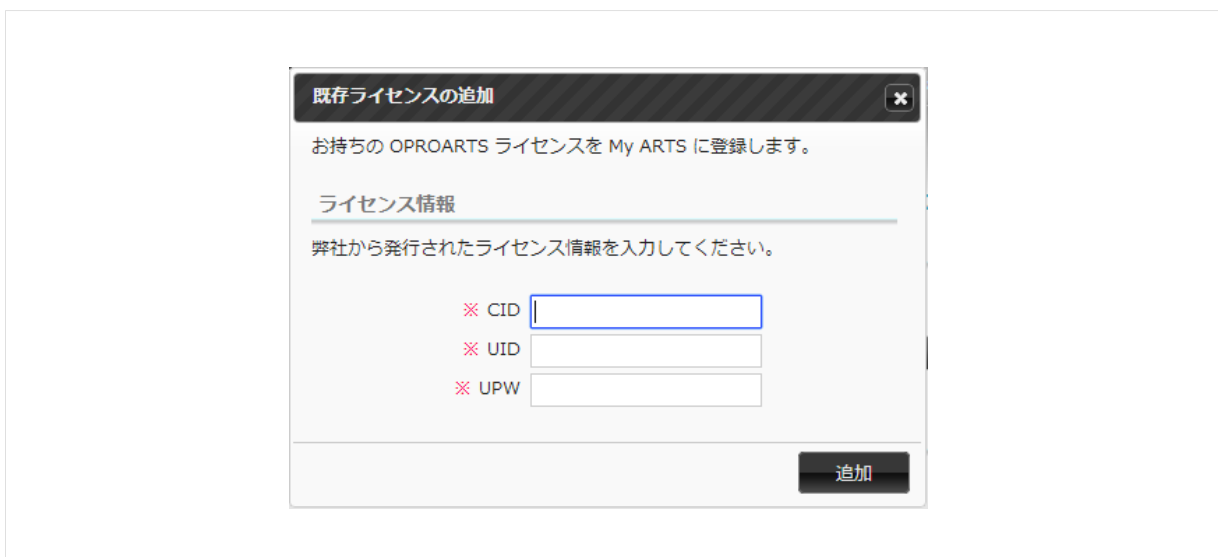 既存ライセンスの追加
お持ちの OPROARTS ライセンスを My ARTS に登録します。
ライセンス情報
弊社から発行されたライセンス情報を入力してください。
※ CID
※ UID
※ UPW
追加